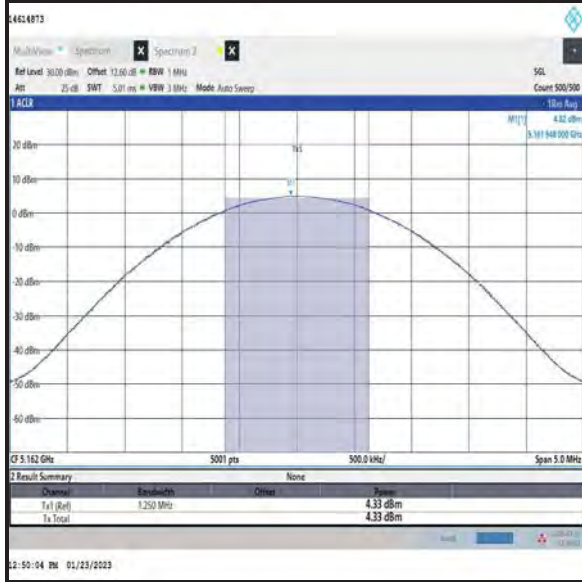 14614873
MultiView Spectrum X Spectrum 2 X
Ref Level 30.00 dBm Offset 12.60 dB RBW 1 MHz SGL
Att 25 dB SWT 5.01 ms VBW 3 MHz Mode Auto Sweep Count 500/500
1 ACLR 1Rm Avg
M1[1] 4.82 dBm
5.161 948 000 GHz
Tx1
M1
20 dBm
10 dBm
0 dBm
-10 dBm
-20 dBm
-30 dBm
-40 dBm
-50 dBm
-60 dBm
CF 5.162 GHz 5001 pts 500.0 kHz/ Span 5.0 MHz
2 Result Summary None
Channel Bandwidth Offset Power
Tx1 (Ref) 1.250 MHz 4.33 dBm
Tx Total 4.33 dBm
12:50:04 PM 01/23/2023